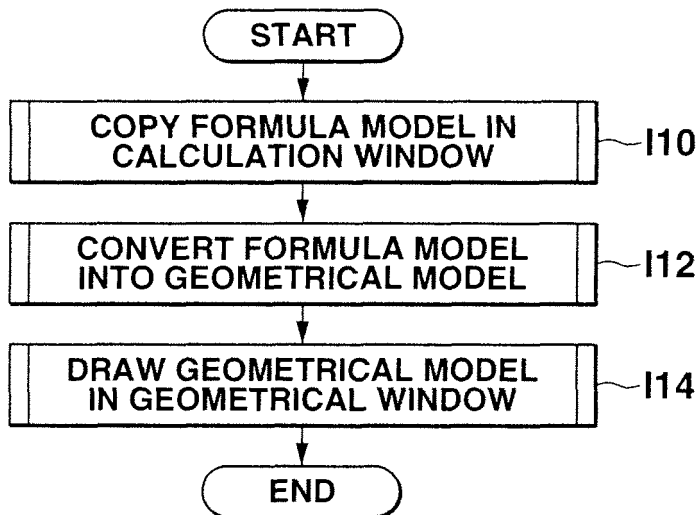 START
COPY FORMULA MODEL IN
CALCULATION WINDOW
I10
CONVERT FORMULA MODEL
INTO GEOMETRICAL MODEL
I12
DRAW GEOMETRICAL MODEL
IN GEOMETRICAL WINDOW
I14
END